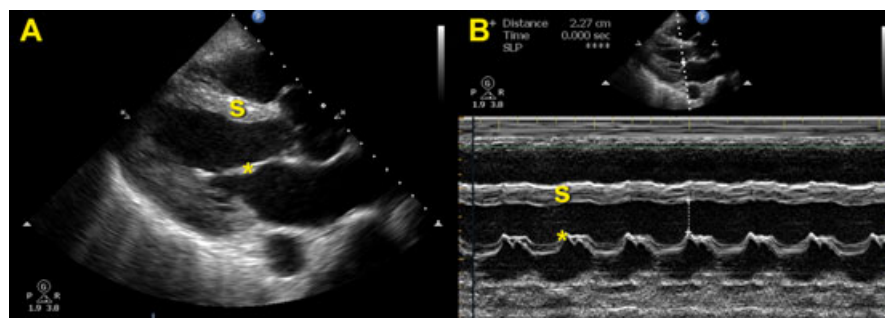 A
P
S
*
G
P R
1.9 3.8
B
+ Distance 2.27 cm
Time 0.000 sec
SLP ****
P
G
P R
1.9 3.8
S
*